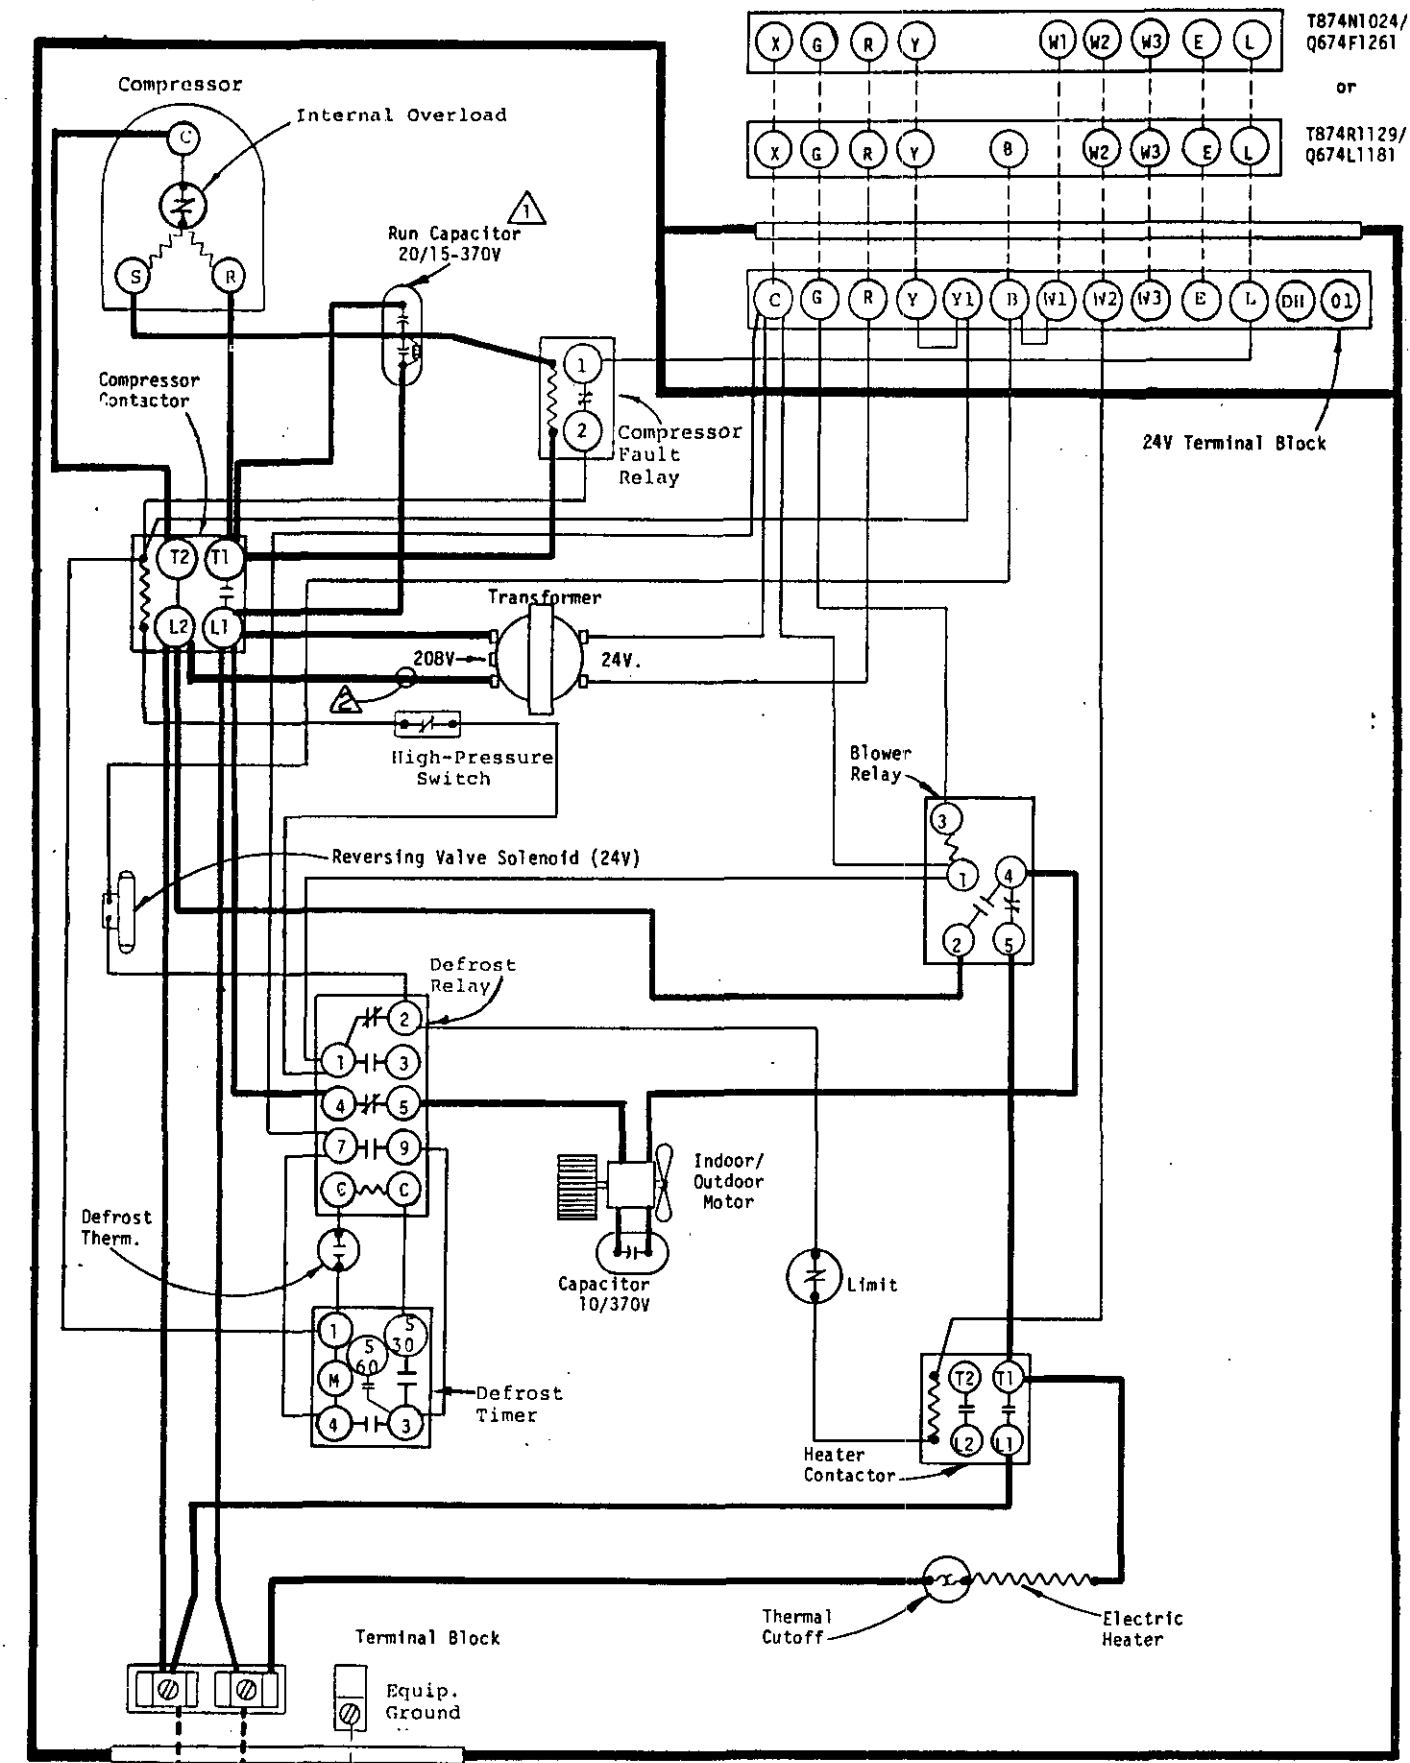 X G R Y W1 W2 W3 E L
T874N1024/
Q674F1261
or
X G R Y B W2 W3 E L
T874R1129/
Q674L1181
Compressor
Internal Overload
C
S
R
1
Run Capacitor
20/15-370V
C G R Y Y1 B W1 W2 W3 E L DH O1
24V Terminal Block
1
2
Compressor
Fault
Relay
Compressor
Contactor
T2 T1
L2 L1
Transformer
208V
24V.
2
High-Pressure
Switch
Blower
Relay
3
1
4
2
5
Reversing Valve Solenoid (24V)
Defrost
Relay
2
1
3
4
5
7
9
C
C
Indoor/
Outdoor
Motor
Defrost
Therm.
Capacitor
10/370V
Limit
1
S
60
S
30
M
4
3
Defrost
Timer
T2 T1
L2 L1
Heater
Contactor
Thermal
Cutoff
Electric
Heater
Terminal Block
Equip.
Ground